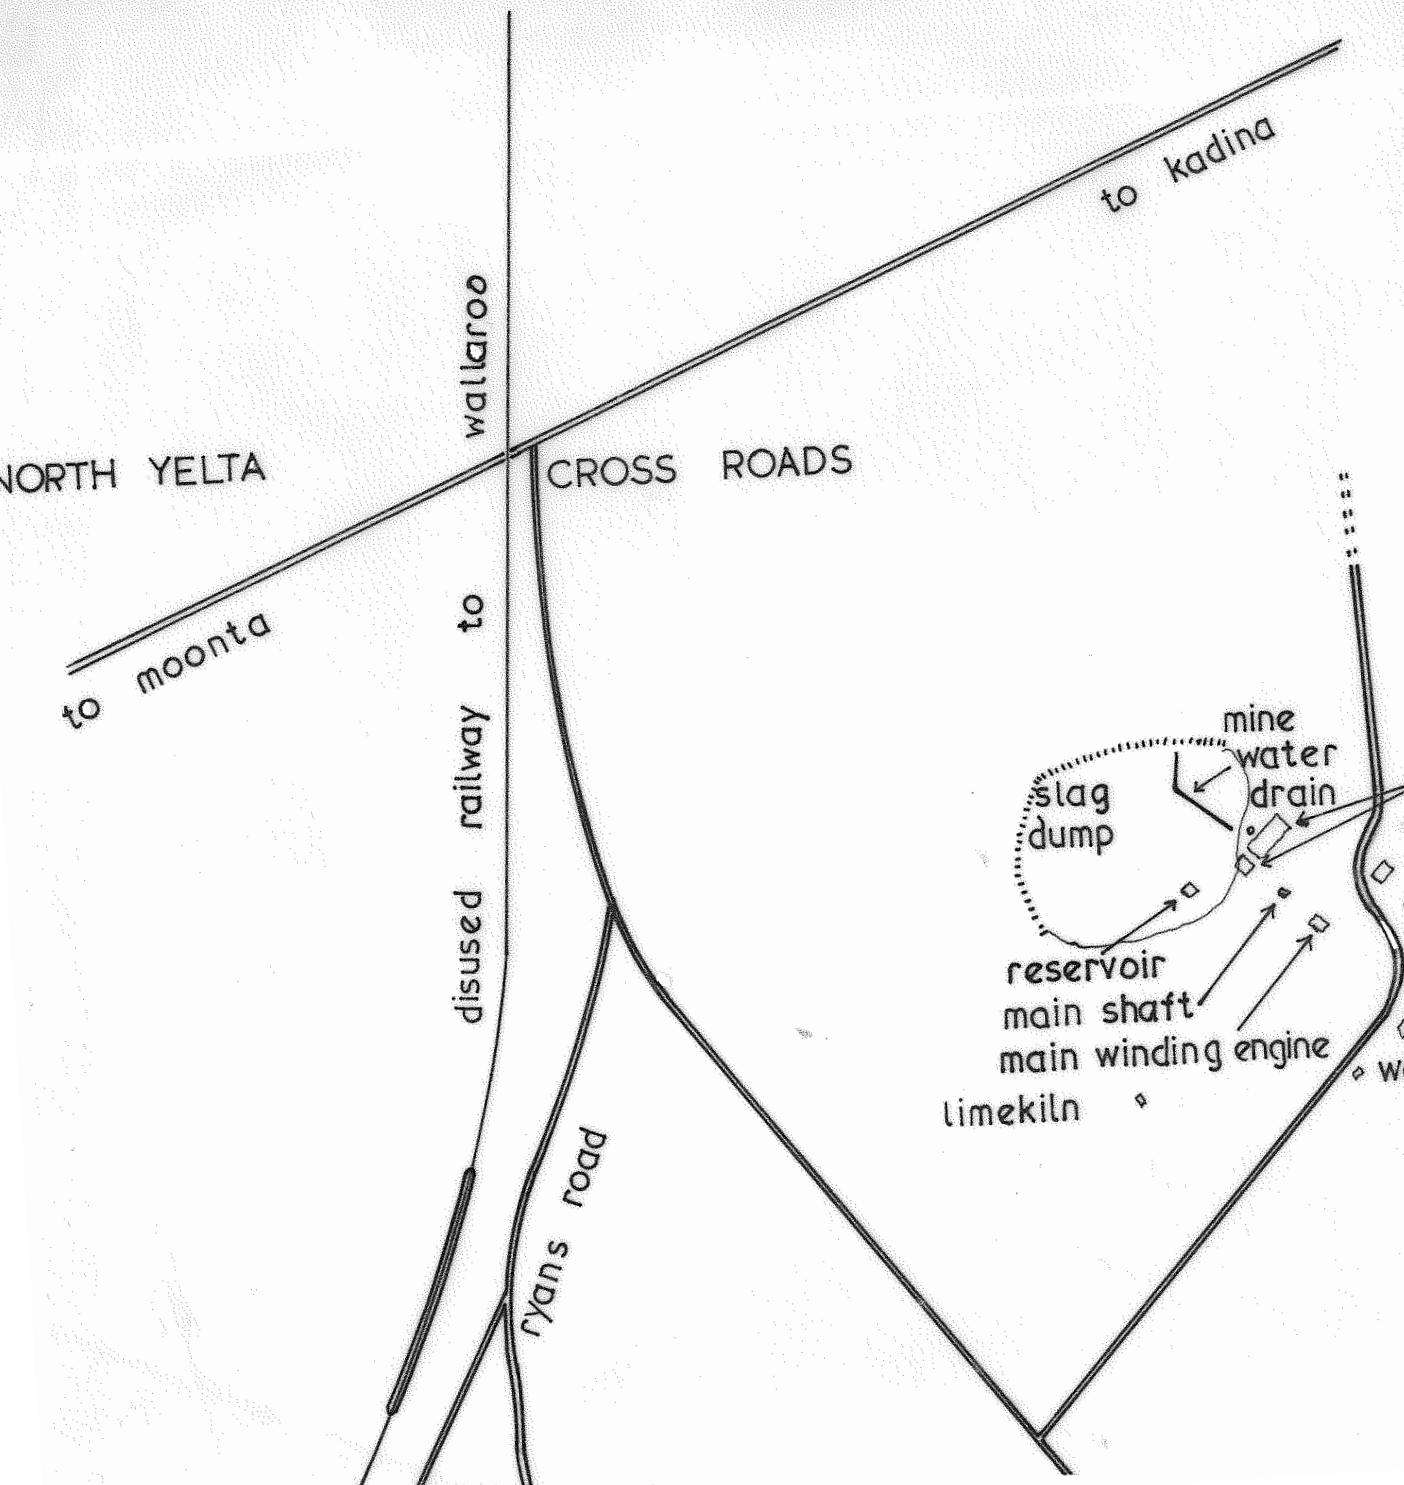 to kadina
wallaroo
NORTH YELTA
CROSS ROADS
to
to moonta
railway
disused
mine
water
drain
slag
dump
reservoir
main shaft
main winding engine
limekiln
ryans road